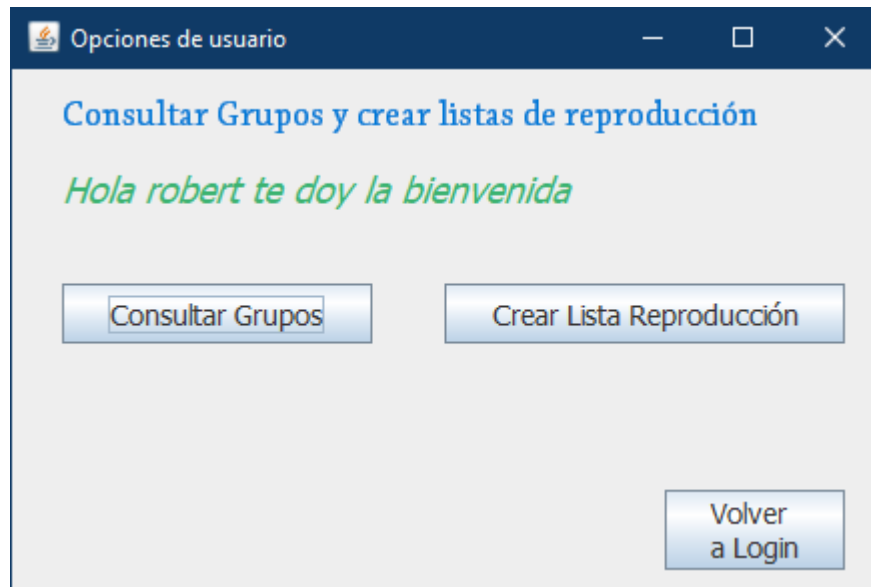 Opciones de usuario
Consultar Grupos y crear listas de reproducción
Hola robert te doy la bienvenida
Consultar Grupos
Crear Lista Reproducción
Volver
a Login